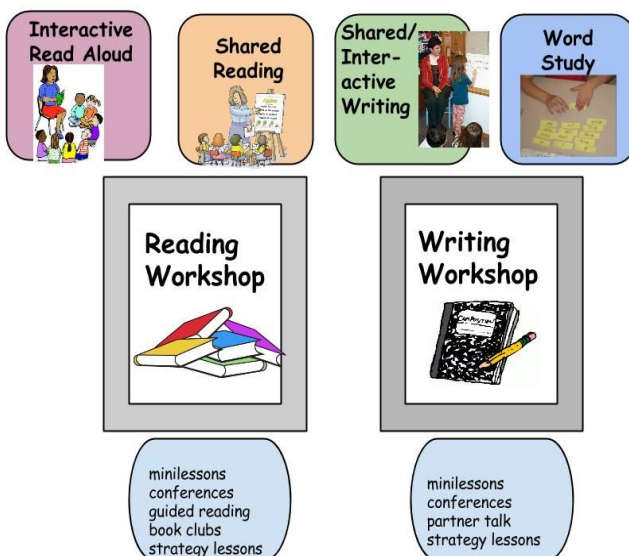 Interactive
Read Aloud
Shared
Reading
Shared/
Inter-
active
Writing
Word
Study
Reading
Workshop
Writing
Workshop
minilessons
conferences
guided reading
book clubs
strategy lessons
minilessons
conferences
partner talk
strategy lessons